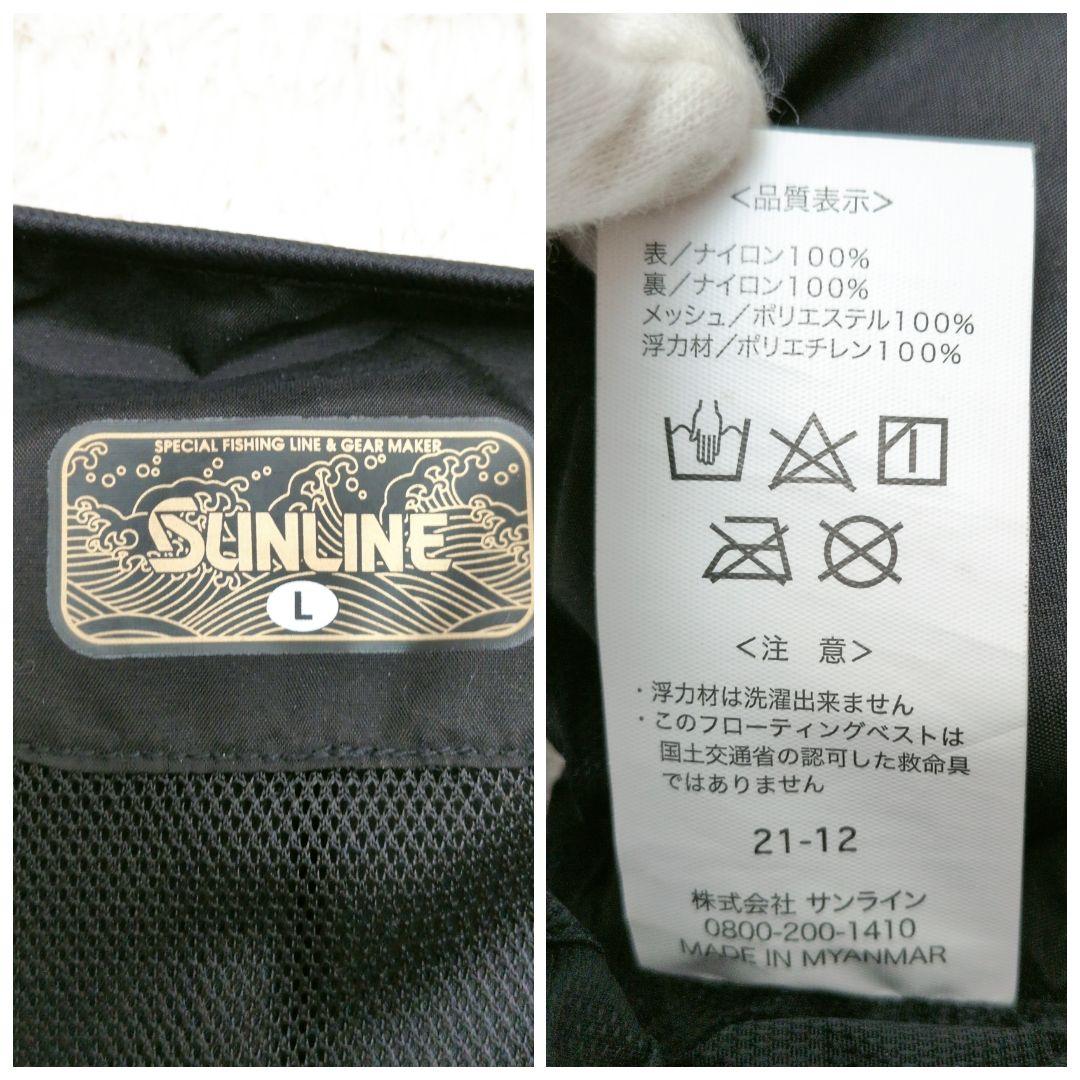 SPECIAL FISHING LINE & GEAR MAKER
SUNLINE
L
＜品質表示＞
表／ナイロン100%
裏／ナイロン100%
メッシュ／ポリエステル100%
浮力材／ポリエチレン100%
＜注 意＞
・浮力材は洗濯出来ません
・このフローティングベストは
国土交通省の認可した救命具
ではありません
21-12
株式会社 サンライン
0800-200-1410
MADE IN MYANMAR